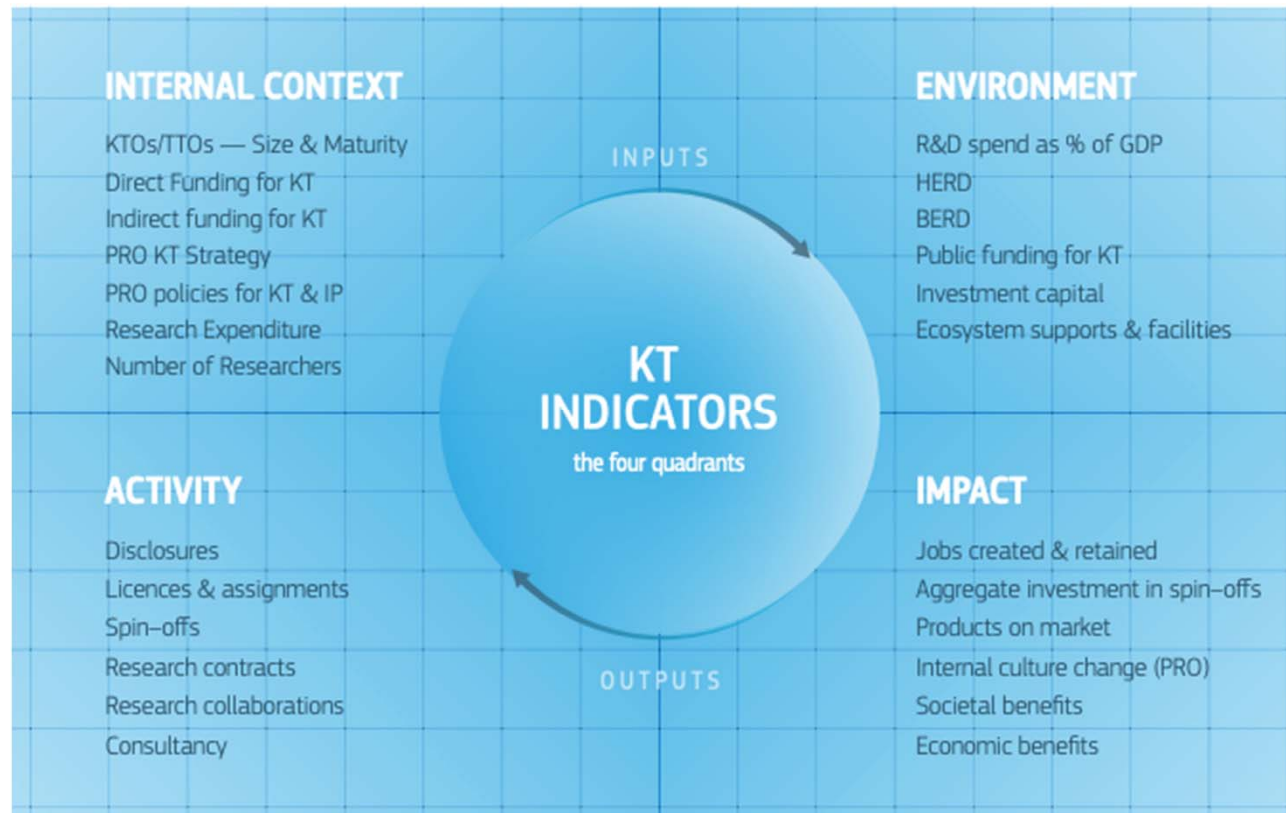 INTERNAL CONTEXT
KTOs/TTOs — Size & Maturity
Direct Funding for KT
Indirect funding for KT
PRO KT Strategy
PRO policies for KT & IP
Research Expenditure
Number of Researchers
INPUTS
ENVIRONMENT
R&D spend as % of GDP
HERD
BERD
Public funding for KT
Investment capital
Ecosystem supports & facilities
KT
INDICATORS
the four quadrants
ACTIVITY
Disclosures
Licences & assignments
Spin–offs
Research contracts
Research collaborations
Consultancy
OUTPUTS
IMPACT
Jobs created & retained
Aggregate investment in spin–offs
Products on market
Internal culture change (PRO)
Societal benefits
Economic benefits